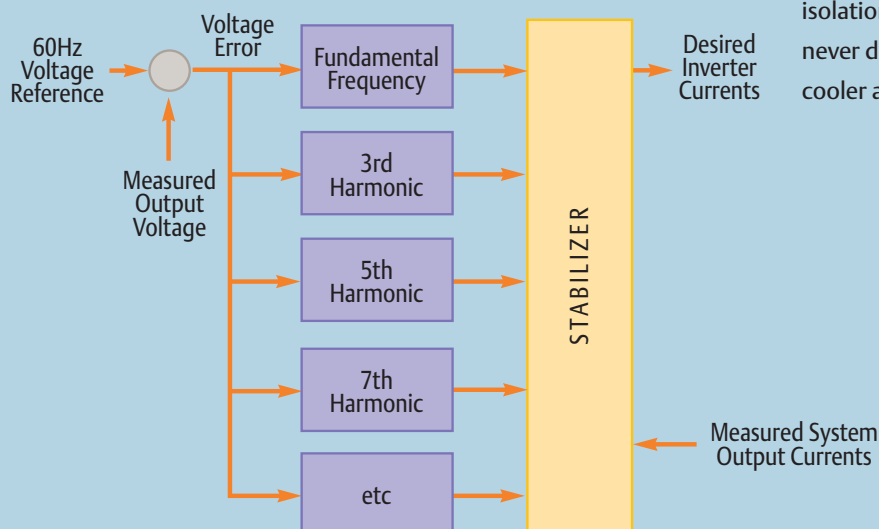 60Hz
Voltage
Reference
Voltage
Error
Measured
Output
Voltage
Fundamental
Frequency
3rd
Harmonic
5th
Harmonic
7th
Harmonic
etc
STABILIZER
Desired
Inverter
Currents
Measured System
Output Currents
never d
cooler a